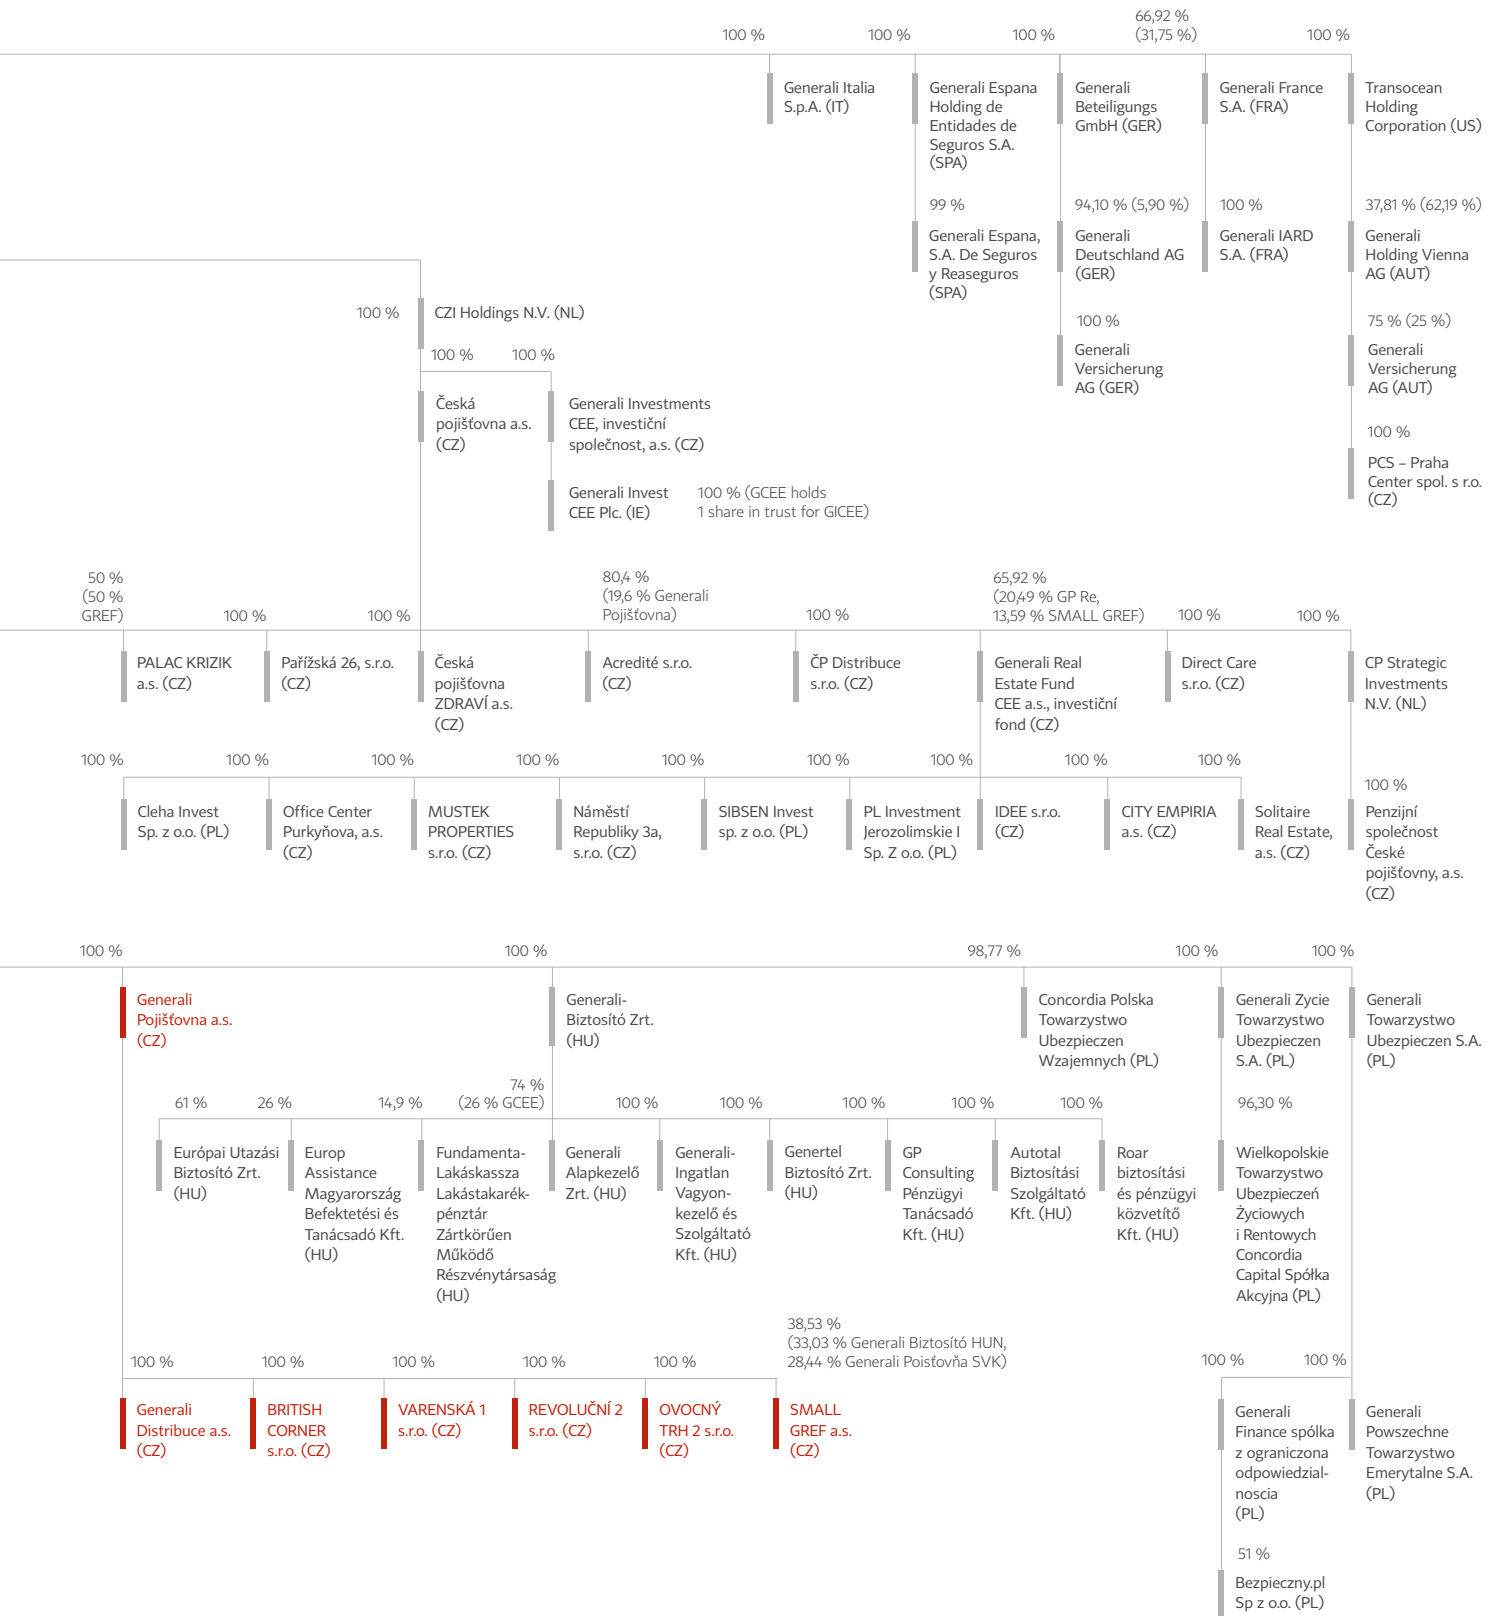 100 %
100 %
100 %
66,92 %
(31,75 %)
100 %
Generali Italia
S.p.A. (IT)
Generali Espana
Holding de
Entidades de
Seguros S.A.
(SPA)
Generali
Beteiligungs
GmbH (GER)
Generali France
S.A. (FRA)
Transocean
Holding
Corporation (US)
99 %
94,10 % (5,90 %)
100 %
37,81 % (62,19 %)
Generali Espana,
S.A. De Seguros
y Reaseguros
(SPA)
Generali
Deutschland AG
(GER)
Generali IARD
S.A. (FRA)
Generali
Holding Vienna
AG (AUT)
100 %
CZI Holdings N.V. (NL)
100 %
75 % (25 %)
Generali
Versicherung
AG (GER)
Generali
Versicherung
AG (AUT)
100 %
100 %
Česká
pojišťovna a.s.
(CZ)
Generali Investments
CEE, investiční
společnost, a.s. (CZ)
100 %
PCS – Praha
Center spol. s r.o.
(CZ)
Generali Invest
CEE Plc. (IE)
100 % (GCEE holds
1 share in trust for GICEE)
50 %
(50 %
GREF)
100 %
100 %
80,4 %
(19,6 % Generali
Pojišťovna)
100 %
65,92 %
(20,49 % GP Re,
13,59 % SMALL GREF)
100 %
100 %
PALAC KRIZIK
a.s. (CZ)
Pařížská 26, s.r.o.
(CZ)
Česká
pojišťovna
ZDRAVÍ a.s.
(CZ)
Acredité s.r.o.
(CZ)
ČP Distribuce
s.r.o. (CZ)
Generali Real
Estate Fund
CEE a.s., investiční
fond (CZ)
Direct Care
s.r.o. (CZ)
CP Strategic
Investments
N.V. (NL)
100 %
100 %
100 %
100 %
100 %
100 %
100 %
100 %
100 %
100 %
Cleha Invest
Sp. z o.o. (PL)
Office Center
Purkyňova, a.s.
(CZ)
MUSTEK
PROPERTIES
s.r.o. (CZ)
Náměstí
Republiky 3a,
s.r.o. (CZ)
SIBSEN Invest
sp. z o.o. (PL)
PL Investment
Jerozolimskie I
Sp. Z o.o. (PL)
IDEE s.r.o.
(CZ)
CITY EMPIRIA
a.s. (CZ)
Solitaire
Real Estate,
a.s. (CZ)
Penzijní
společnost
České
pojišťovny, a.s.
(CZ)
100 %
100 %
98,77 %
100 %
100 %
Generali
Pojišťovna a.s.
(CZ)
Generali-
Biztosító Zrt.
(HU)
Concordia Polska
Towarzystwo
Ubezpieczen
Wzajemnych (PL)
Generali Zycie
Towarzystwo
Ubezpieczen
S.A. (PL)
Generali
Towarzystwo
Ubezpieczen S.A.
(PL)
61 %
26 %
14,9 %
74 %
(26 % GCEE)
100 %
100 %
100 %
100 %
100 %
96,30 %
Európai Utazási
Biztosító Zrt.
(HU)
Europ
Assistance
Magyarország
Befektetési és
Tanácsadó Kft.
(HU)
Fundamenta-
Lakáskassza
Lakástakarék-
pénztár
Zártkörűen
Működő
Részvénytársaság
(HU)
Generali
Alapkezelő
Zrt. (HU)
Generali-
Ingatlan
Vagyon-
kezelő és
Szolgáltató
Kft. (HU)
Genertel
Biztosító Zrt.
(HU)
GP
Consulting
Pénzügyi
Tanácsadó
Kft. (HU)
Autotal
Biztosítási
Szolgáltató
Kft. (HU)
Roar
biztosítási
és pénzügyi
közvetítő
Kft. (HU)
Wielkopolskie
Towarzystwo
Ubezpieczeń
Życiowych
i Rentowych
Concordia
Capital Spółka
Akcyjna (PL)
100 %
100 %
100 %
100 %
100 %
38,53 %
(33,03 % Generali Biztosító HUN,
28,44 % Generali Poisťovňa SVK)
100 %
100 %
Generali
Distribuce a.s.
(CZ)
BRITISH
CORNER
s.r.o. (CZ)
VARENSKÁ 1
s.r.o. (CZ)
REVOLUČNÍ 2
s.r.o. (CZ)
OVOCNÝ
TRH 2 s.r.o.
(CZ)
SMALL
GREF a.s.
(CZ)
Generali
Finance spólka
z ograniczona
odpowiedzial-
noscia
(PL)
Generali
Powszechne
Towarzystwo
Emerytalne S.A.
(PL)
51 %
Bezpieczny.pl
Sp z o.o. (PL)